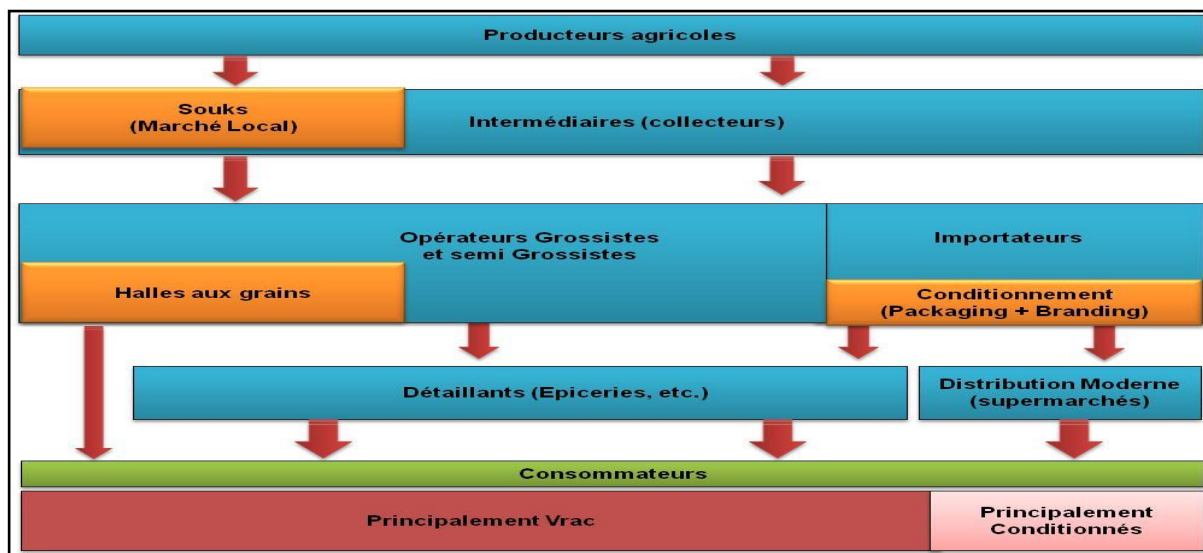 Producteurs agricoles
Souks
(Marché Local)
Intermédiaires (collecteurs)
Opérateurs Grossistes
et semi Grossistes
Importateurs
Halles aux grains
Conditionnement
(Packaging + Branding)
Détaillants (Epiceries, etc.)
Distribution Moderne
(supermarchés)
Consommateurs
Principalement Vrac
Principalement
Conditionnés